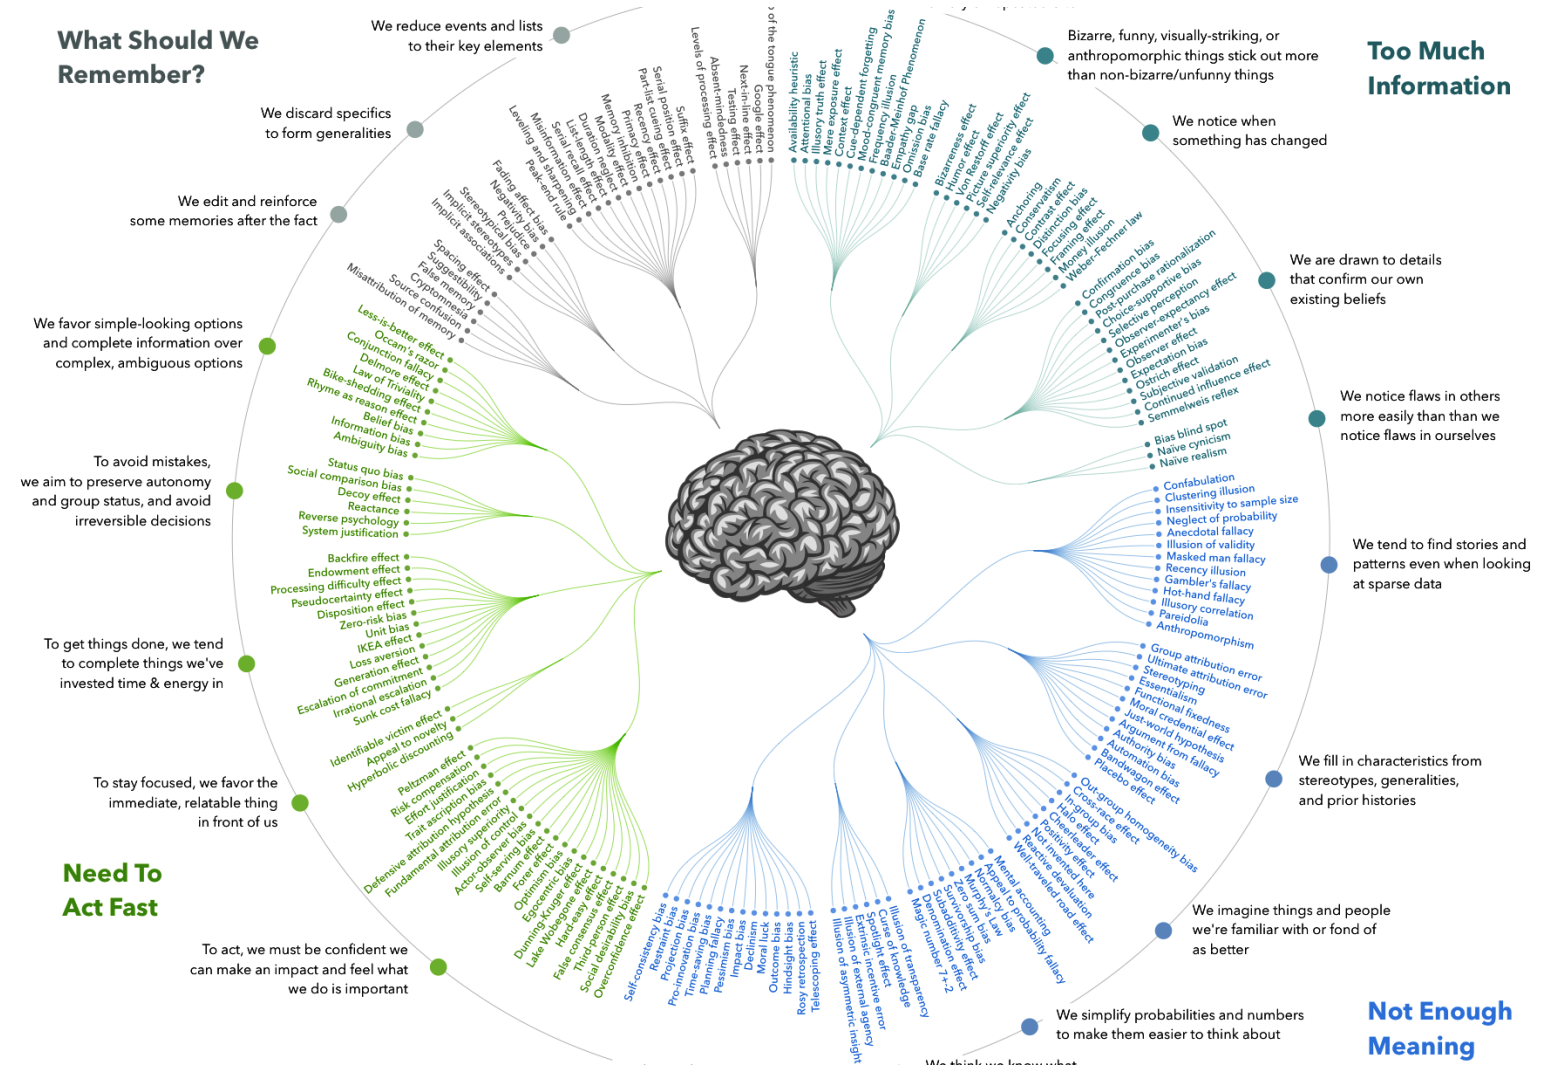 What Should We
Remember?
We reduce events and lists
to their key elements
We discard specifics
to form generalities
We edit and reinforce
some memories after the fact
We favor simple-looking options
and complete information over
complex, ambiguous options
To avoid mistakes,
we aim to preserve autonomy
and group status, and avoid
irreversible decisions
To get things done, we tend
to complete things we've
invested time & energy in
To stay focused, we favor the
immediate, relatable thing
in front of us
Need To
Act Fast
To act, we must be confident we
can make an impact and feel what
we do is important
Bizarre, funny, visually-striking, or
anthropomorphic things stick out more
than non-bizarre/unfunny things
Too Much
Information
We notice when
something has changed
We are drawn to details
that confirm our own
existing beliefs
We notice flaws in others
more easily than than we
notice flaws in ourselves
We tend to find stories and
patterns even when looking
at sparse data
We fill in characteristics from
stereotypes, generalities,
and prior histories
We imagine things and people
we're familiar with or fond of
as better
We simplify probabilities and numbers
to make them easier to think about
We think we know what
Not Enough
Meaning
Misattribution of memory
Source confusion
Cryptomnesia
False memory
Suggestibility
Spacing effect
Implicit associations
Implicit stereotypes
Stereotypical bias
Prejudice
Negativity bias
Fading affect bias
Peak-end rule
Leveling and sharpening
Misinformation effect
Serial recall effect
List-length effect
Duration neglect
Modality effect
Memory inhibition
Primacy effect
Recency effect
Part-list cueing effect
Serial position effect
Suffix effect
Levels of processing effect
Absent-mindedness
Testing effect
Next-in-line effect
Google effect
of the tongue phenomenon
Availability heuristic
Attentional bias
Illusory truth effect
Mere exposure effect
Context effect
Cue-dependent forgetting
Mood-congruent memory bias
Frequency illusion
Baader-Meinhof Phenomenon
Empathy gap
Omission bias
Base rate fallacy
Bizarreness effect
Humor effect
Von Restorff effect
Picture superiority effect
Self-relevance effect
Negativity bias
Anchoring
Conservatism
Contrast effect
Distinction bias
Focusing effect
Framing effect
Money illusion
Weber–Fechner law
Confirmation bias
Congruence bias
Post-purchase rationalization
Choice-supportive bias
Selective perception
Observer-expectancy effect
Experimenter's bias
Observer effect
Expectation bias
Ostrich effect
Subjective validation
Continued influence effect
Semmelweis reflex
Bias blind spot
Naïve cynicism
Naïve realism
Confabulation
Clustering illusion
Insensitivity to sample size
Neglect of probability
Anecdotal fallacy
Illusion of validity
Masked man fallacy
Recency illusion
Gambler's fallacy
Hot-hand fallacy
Illusory correlation
Pareidolia
Anthropomorphism
Group attribution error
Ultimate attribution error
Stereotyping
Essentialism
Functional fixedness
Moral credential effect
Just-world hypothesis
Argument from fallacy
Authority bias
Automation bias
Bandwagon effect
Placebo effect
Out-group homogeneity bias
Cross-race effect
In-group bias
Halo effect
Cheerleader effect
Positivity effect
Not invented here
Reactive devaluation
Well-traveled road effect
Mental accounting
Appeal to probability fallacy
Normalcy bias
Murphy's Law
Zero sum bias
Survivorship bias
Subadditivity effect
Denomination effect
Magic number 7+-2
Illusion of transparency
Curse of knowledge
Spotlight effect
Extrinsic incentive error
Illusion of external agency
Illusion of asymmetric insight
Telescoping effect
Rosy retrospection
Hindsight bias
Outcome bias
Moral luck
Declinism
Impact bias
Pessimism bias
Planning fallacy
Time-saving bias
Pro-innovation bias
Projection bias
Restraint bias
Self-consistency bias
Overconfidence effect
Social desirability bias
Third-person effect
False consensus effect
Hard-easy effect
Lake Wobegone effect
Dunning-Kruger effect
Egocentric bias
Optimism bias
Forer effect
Barnum effect
Self-serving bias
Actor-observer bias
Illusion of control
Illusory superiority
Fundamental attribution error
Defensive attribution hypothesis
Trait ascription bias
Effort justification
Risk compensation
Peltzman effect
Hyperbolic discounting
Appeal to novelty
Identifiable victim effect
Sunk cost fallacy
Irrational escalation
Escalation of commitment
Generation effect
Loss aversion
IKEA effect
Unit bias
Zero-risk bias
Disposition effect
Pseudocertainty effect
Processing difficulty effect
Endowment effect
Backfire effect
System justification
Reverse psychology
Reactance
Decoy effect
Social comparison bias
Status quo bias
Ambiguity bias
Information bias
Belief bias
Rhyme as reason effect
Bike-shedding effect
Law of Triviality
Delmore effect
Conjunction fallacy
Occam's razor
Less-is-better effect